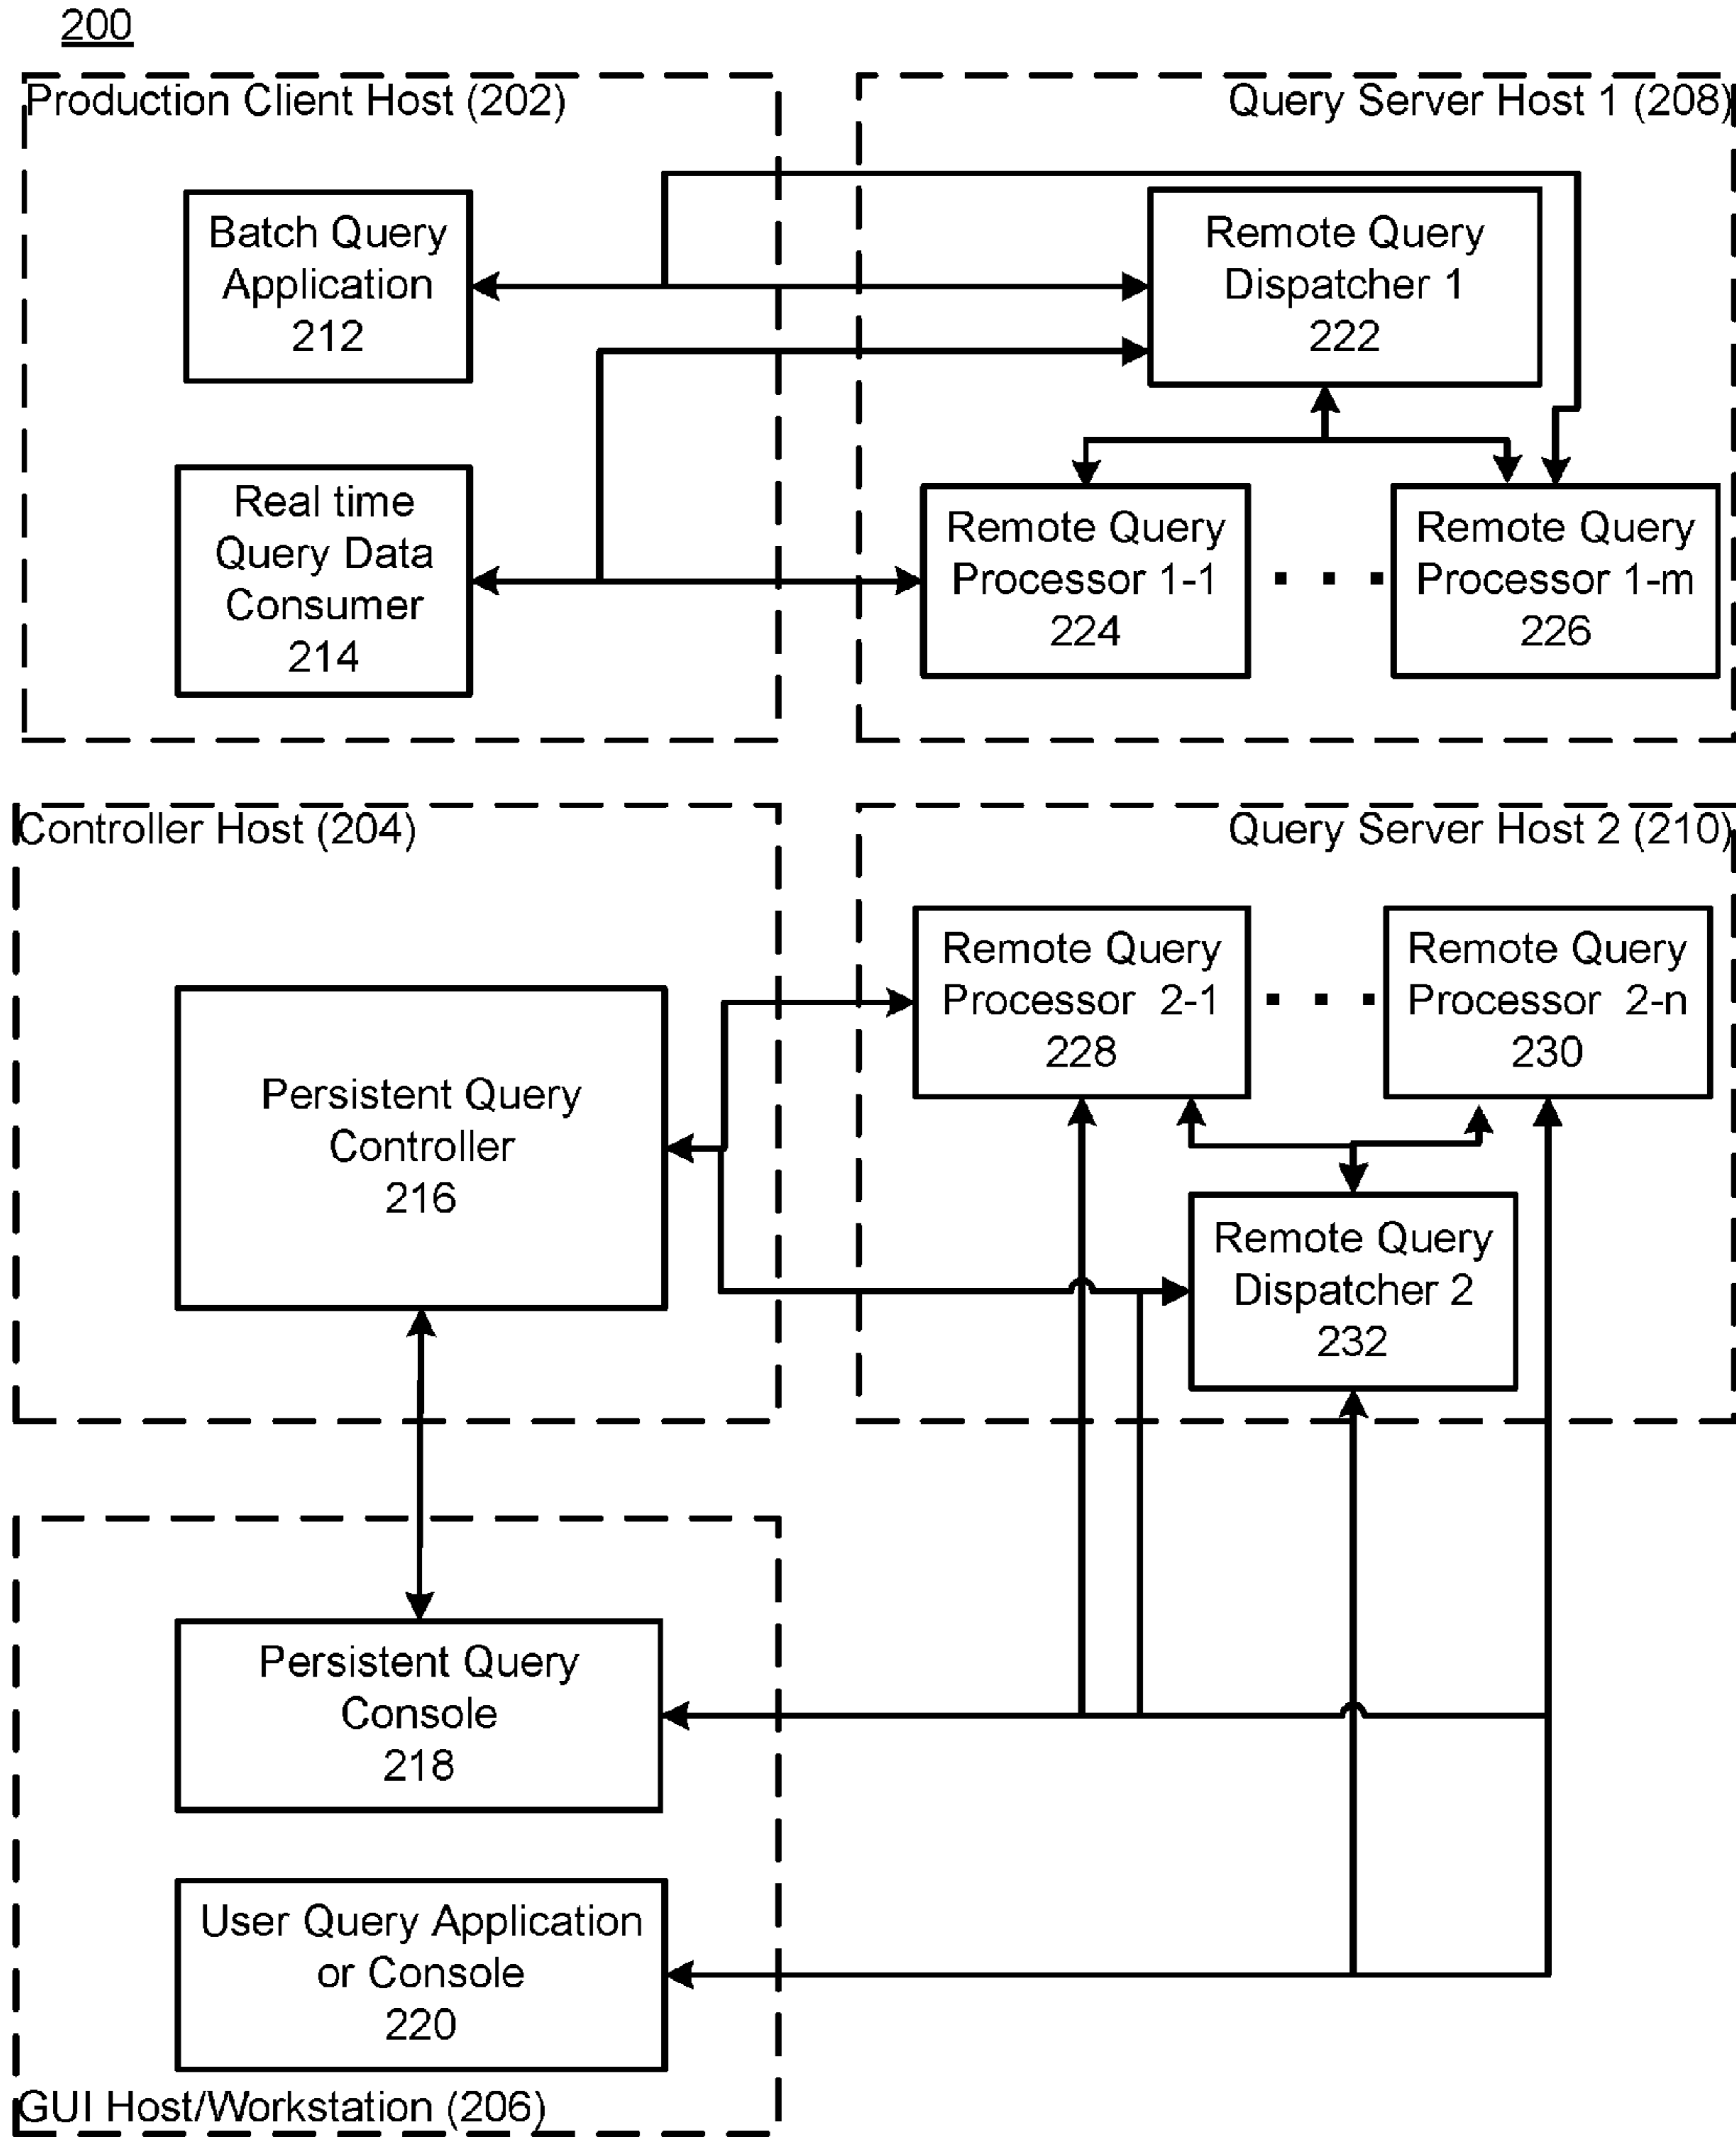 200
Production Client Host (202)
Query Server Host 1 (208)
Batch Query
Application
212
Remote Query
Dispatcher 1
222
Real time
Query Data
Consumer
214
Remote Query
Processor 1-1
224
Remote Query
Processor 1-m
226
Controller Host (204)
Query Server Host 2 (210)
Remote Query
Processor 2-1
228
Remote Query
Processor 2-n
230
Persistent Query
Controller
216
Remote Query
Dispatcher 2
232
Persistent Query
Console
218
User Query Application
or Console
220
GUI Host/Workstation (206)